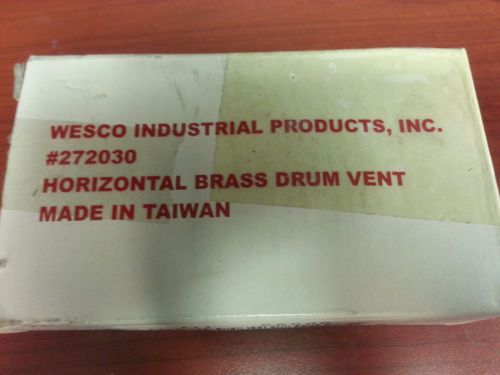 WESCO INDUSTRIAL PRODUCTS, INC.
#272030
HORIZONTAL BRASS DRUM VENT
MADE IN TAIWAN